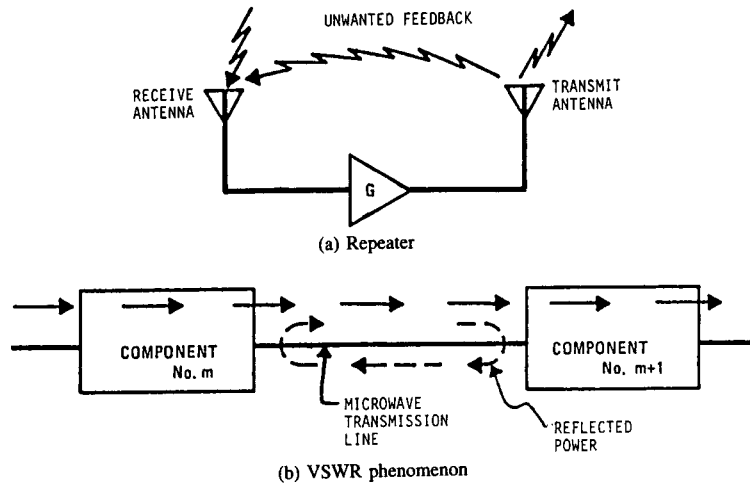 UNWANTED FEEDBACK
RECEIVE
ANTENNA
TRANSMIT
ANTENNA
G
(a) Repeater
COMPONENT
No. m
COMPONENT
No. m+1
MICROWAVE
TRANSMISSION
LINE
REFLECTED
POWER
(b) VSWR phenomenon